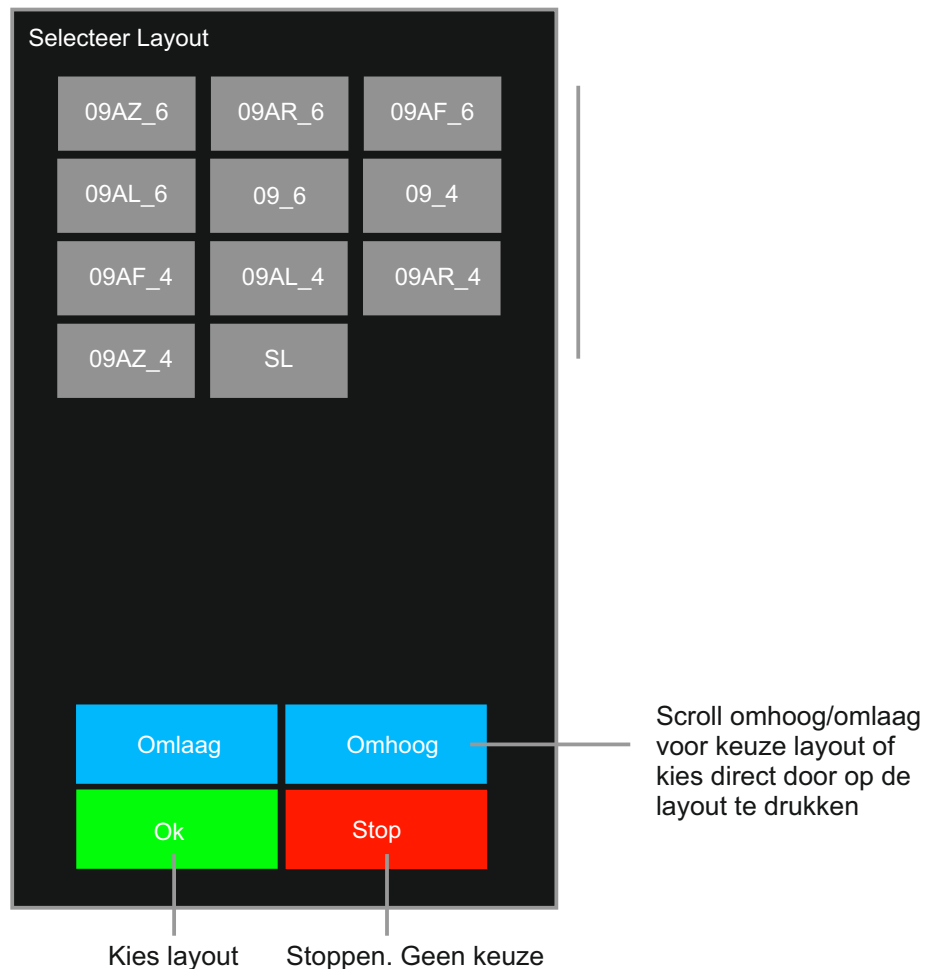 Selecteer Layout
09AZ_6 09AR_6 09AF_6
09AL_6 09_6 09_4
09AF_4 09AL_4 09AR_4
09AZ_4 SL
Omlaag Omhoog
Ok Stop
Scroll omhoog/omlaag
voor keuze layout of
kies direct door op de
layout te drukken
Kies layout Stoppen. Geen keuze